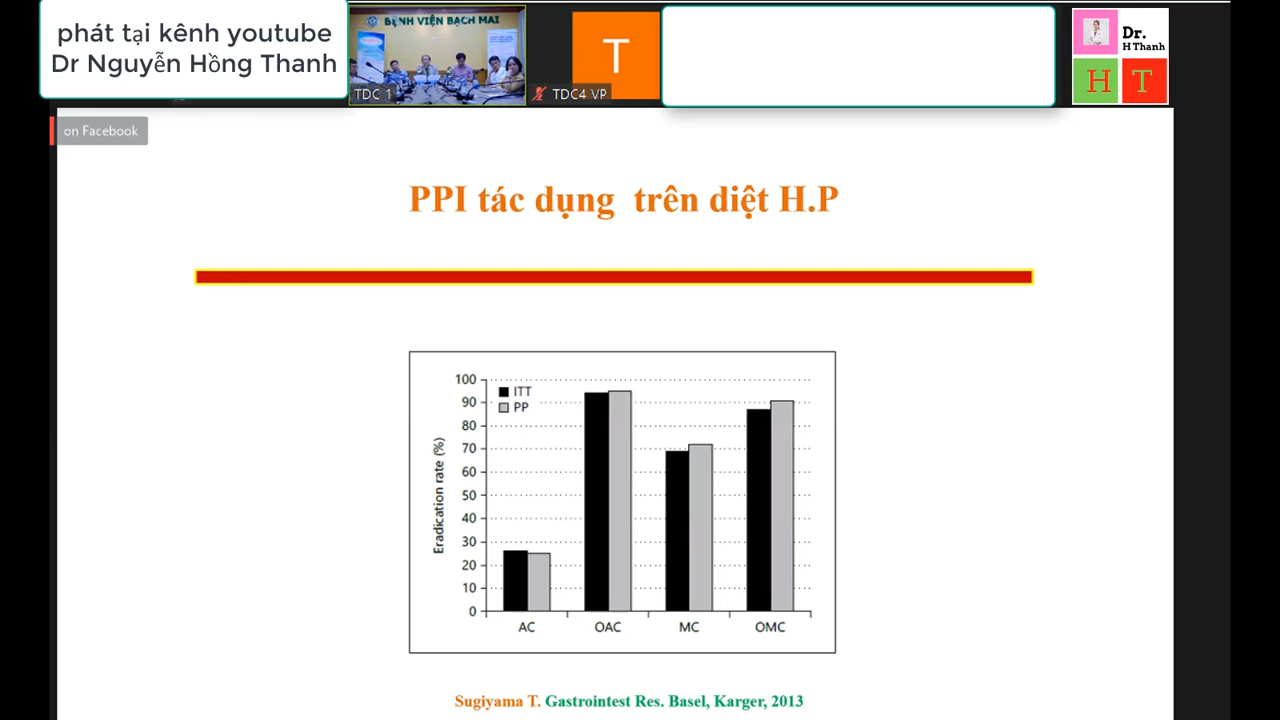 phát tại kênh youtube
Dr Nguyễn Hồng Thanh
BỆNH VIỆN BẠCH MAI
TDC 1
T
TDC4 VP
Dr.
H Thanh
H T
on Facebook
PPI tác dụng trên diệt H.P
ITT
PP
Eradication rate (%)
100
90
80
70
60
50
40
30
20
10
0
AC OAC MC OMC
Sugiyama T. Gastrointest Res. Basel, Karger, 2013